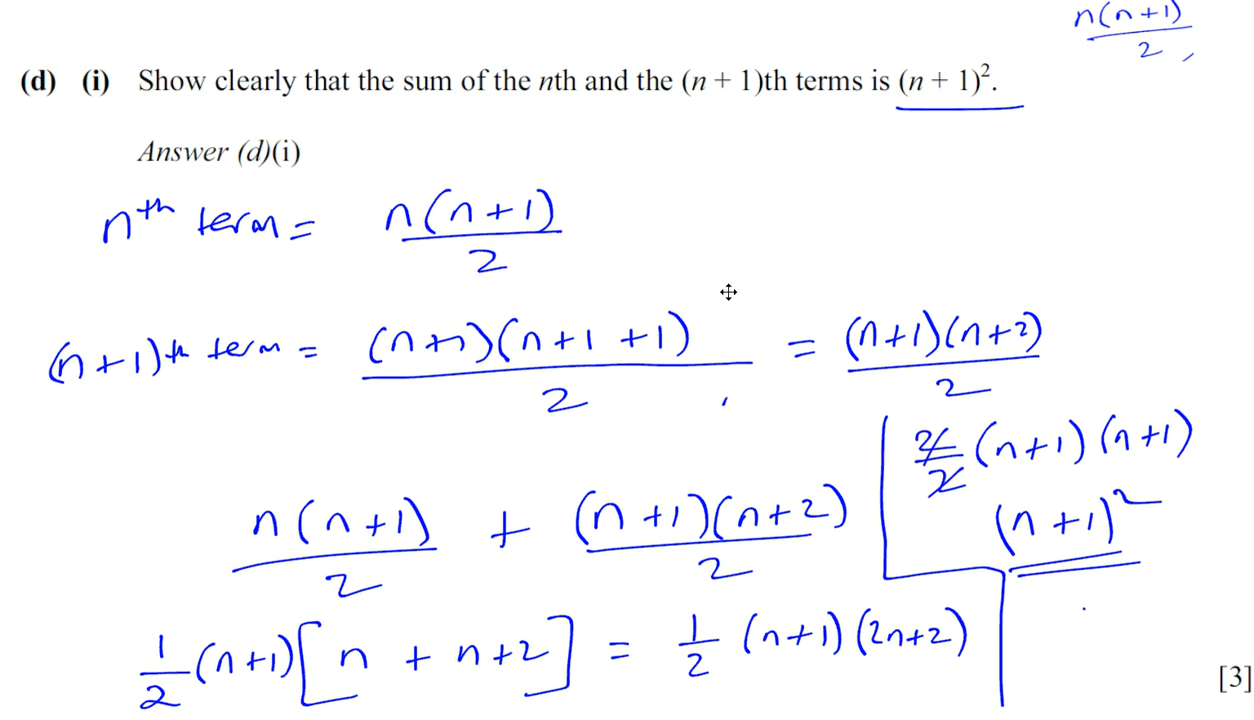 n(n+1)/2 ,
(d) (i) Show clearly that the sum of the nth and the (n + 1)th terms is (n + 1)².
Answer (d)(i)
nᵗʰ term = n(n+1)/2
(n+1)th term = (n+1)(n+1+1)/2 , = (n+1)(n+2)/2
n(n+1)/2 + (n+1)(n+2)/2
1/2 (n+1)[n + n+2] = 1/2 (n+1)(2n+2)
2/2 (n+1)(n+1)
(n+1)²
[3]